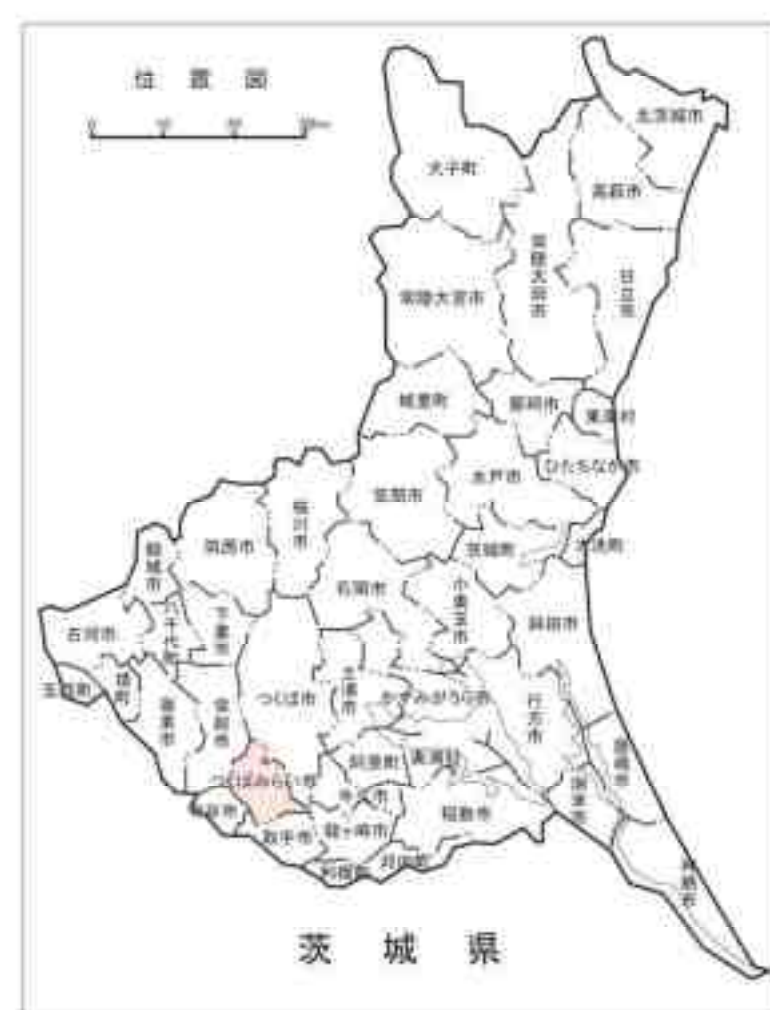 位置図
0
北茨城市
大子町
高萩市
常陸大宮市
常陸太田市
日立市
城里町
那珂市
東海村
ひたちなか市
水戸市
笠間市
桜川市
筑西市
茨城町
大洗町
結城市
石岡市
小美玉市
鉾田市
古河市
八千代町
下妻市
五霞町
境町
坂東市
常総市
つくば市
土浦市
かすみがうら市
行方市
つくばみらい市
阿見町
美浦村
牛久市
鹿嶋市
潮来市
守谷市
取手市
龍ケ崎市
稲敷市
利根町
河内町
神栖市
茨城県